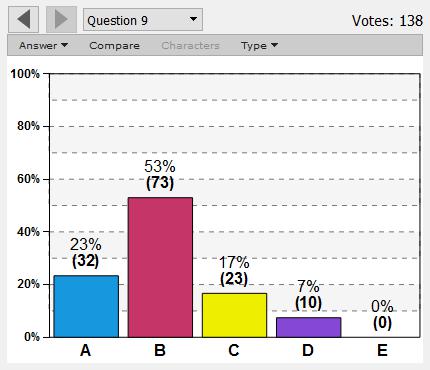 Question 9
Votes: 138
Answer
Compare
Characters
Type
100%
80%
60%
40%
20%
0%
23%
(32)
53%
(73)
17%
(23)
7%
(10)
0%
(0)
A
B
C
D
E